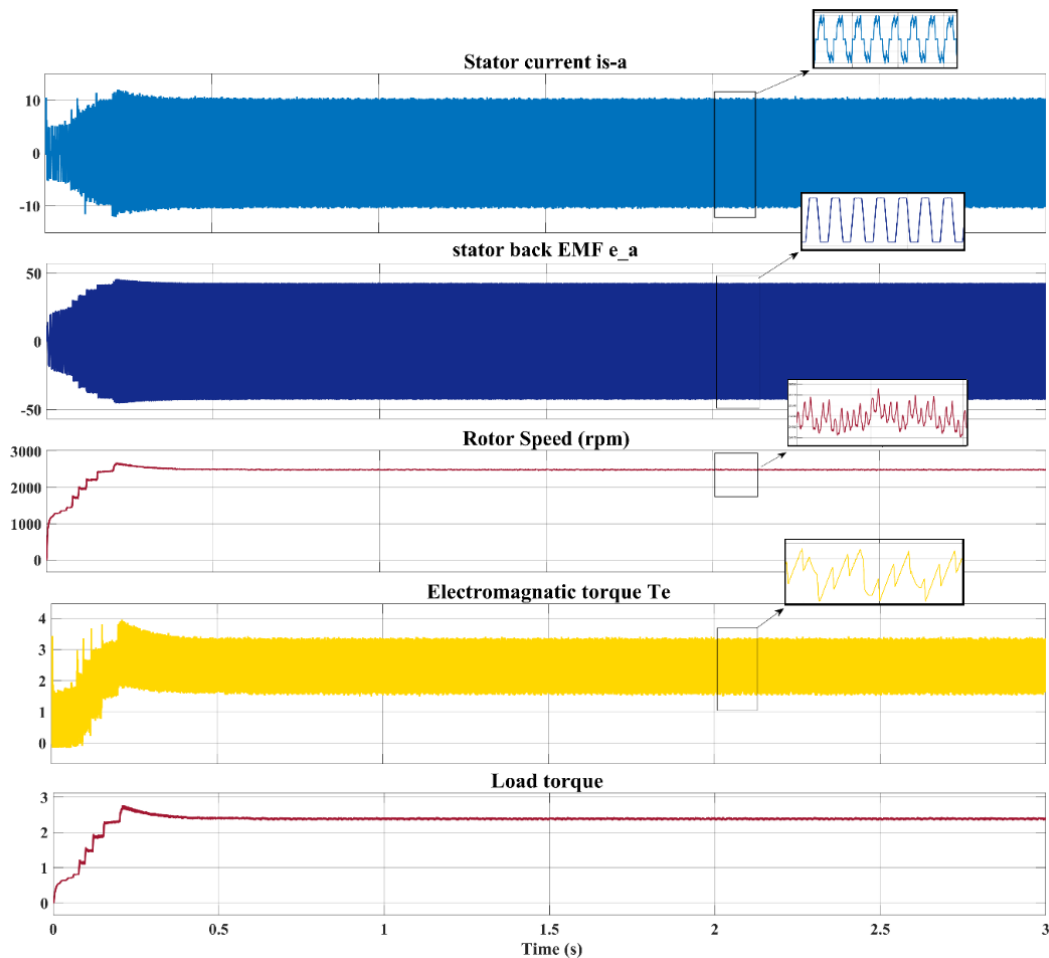 Stator current is-a
10
0
-10
stator back EMF e_a
50
0
-50
Rotor Speed (rpm)
3000
2000
1000
0
Electromagnatic torque Te
4
3
2
1
0
Load torque
3
2
1
0
0 0.5 1 1.5 2 2.5 3
Time (s)